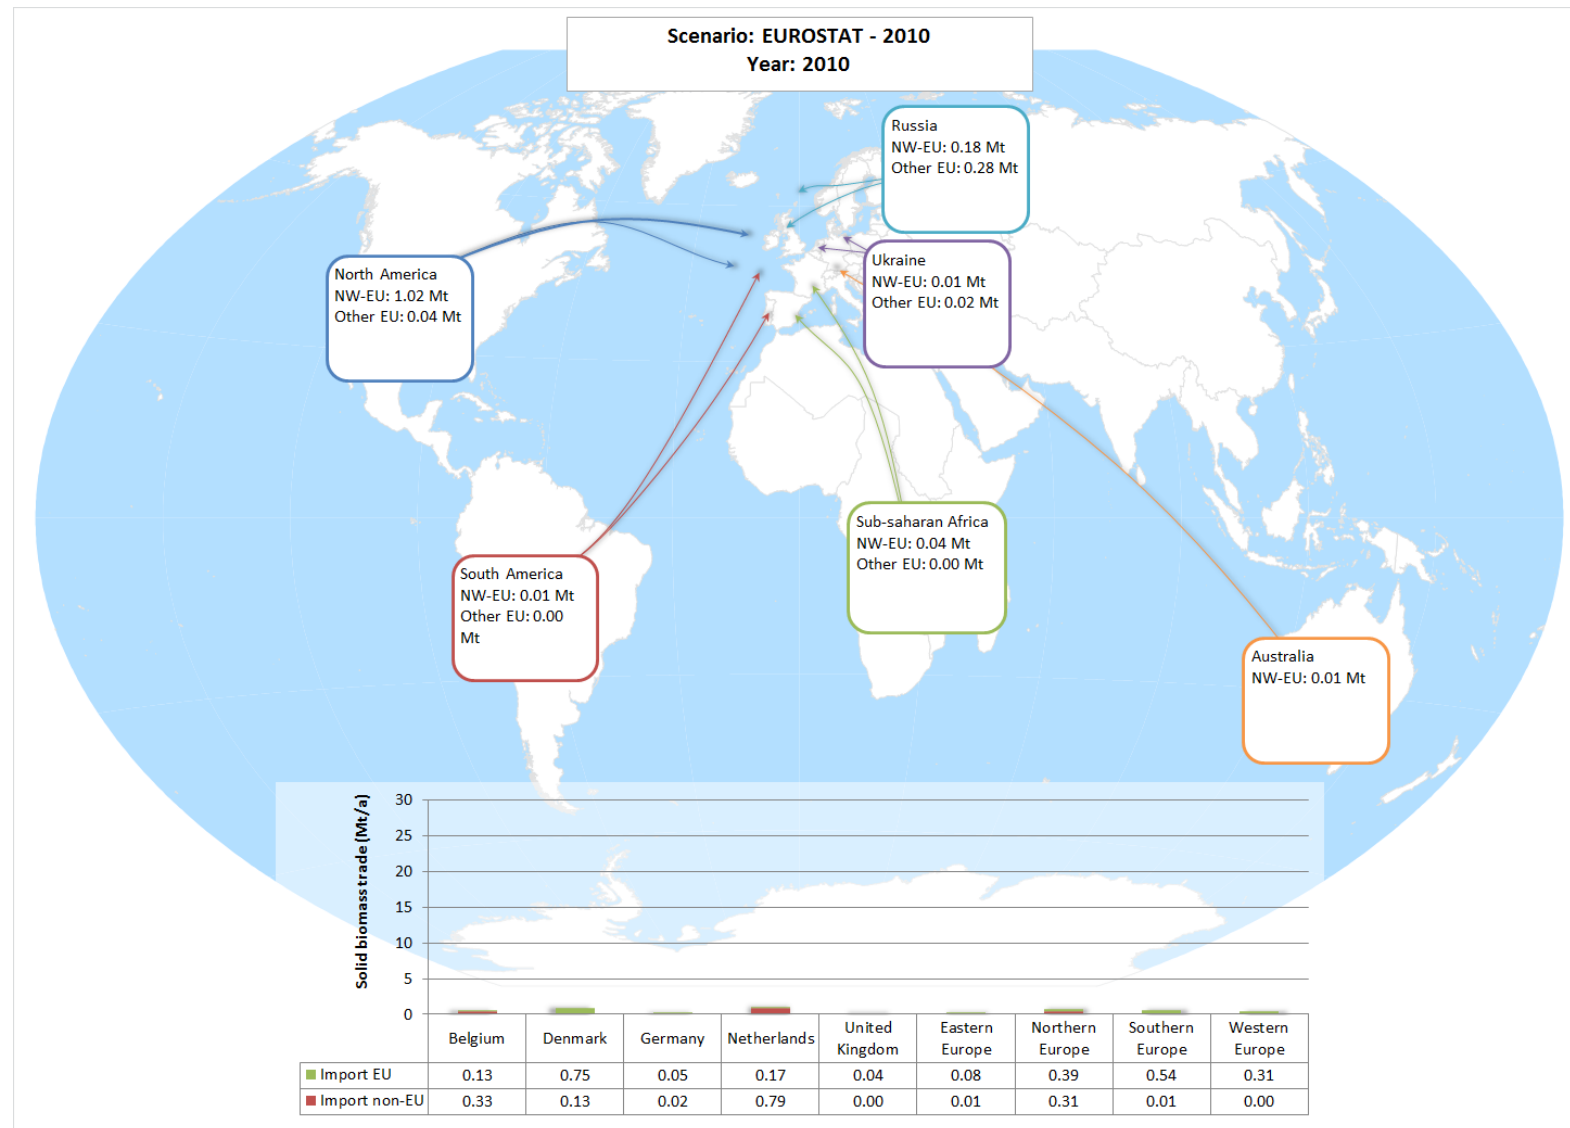 Scenario: EUROSTAT - 2010
Year: 2010
Russia
NW-EU: 0.18 Mt
Other EU: 0.28 Mt
North America
NW-EU: 1.02 Mt
Other EU: 0.04 Mt
Ukraine
NW-EU: 0.01 Mt
Other EU: 0.02 Mt
South America
NW-EU: 0.01 Mt
Other EU: 0.00
Mt
Sub-saharan Africa
NW-EU: 0.04 Mt
Other EU: 0.00 Mt
Australia
NW-EU: 0.01 Mt
Solid biomass trade (Mt/a)
30
25
20
15
10
5
0
Belgium Denmark Germany Netherlands United Kingdom Eastern Europe Northern Europe Southern Europe Western Europe
Import EU 0.13 0.75 0.05 0.17 0.04 0.08 0.39 0.54 0.31
Import non-EU 0.33 0.13 0.02 0.79 0.00 0.01 0.31 0.01 0.00